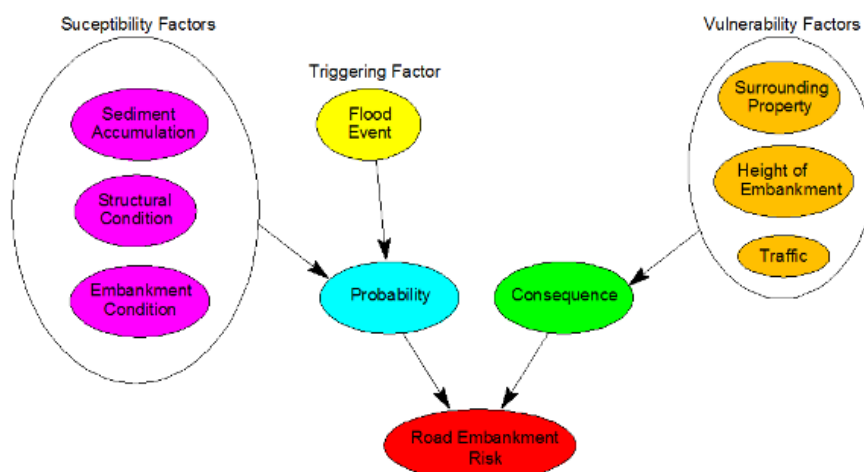 Suceptibility Factors
Vulnerability Factors
Triggering Factor
Sediment
Accumulation
Flood
Event
Surrounding
Property
Structural
Condition
Height of
Embankment
Traffic
Embankment
Condition
Probability
Consequence
Road Embankment
Risk